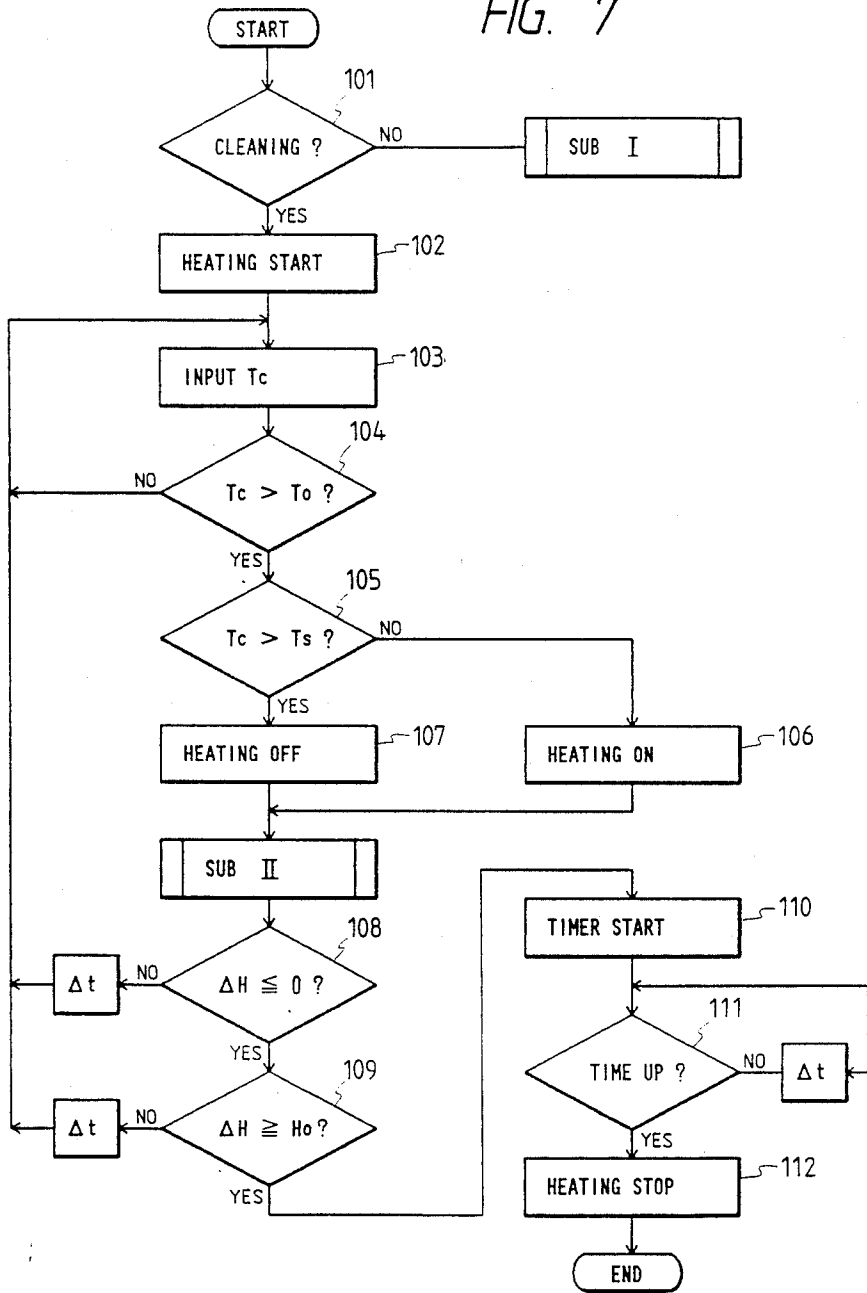 FIG. 7
START
101
CLEANING ?
NO
SUB I
YES
HEATING START
102
INPUT Tc
103
104
NO
Tc > To ?
YES
105
Tc > Ts ?
NO
YES
HEATING OFF
107
HEATING ON
106
SUB II
TIMER START
110
108
Δt
NO
ΔH ≦ 0 ?
YES
111
TIME UP ?
NO
Δt
109
Δt
NO
ΔH ≧ Ho ?
YES
YES
HEATING STOP
112
END